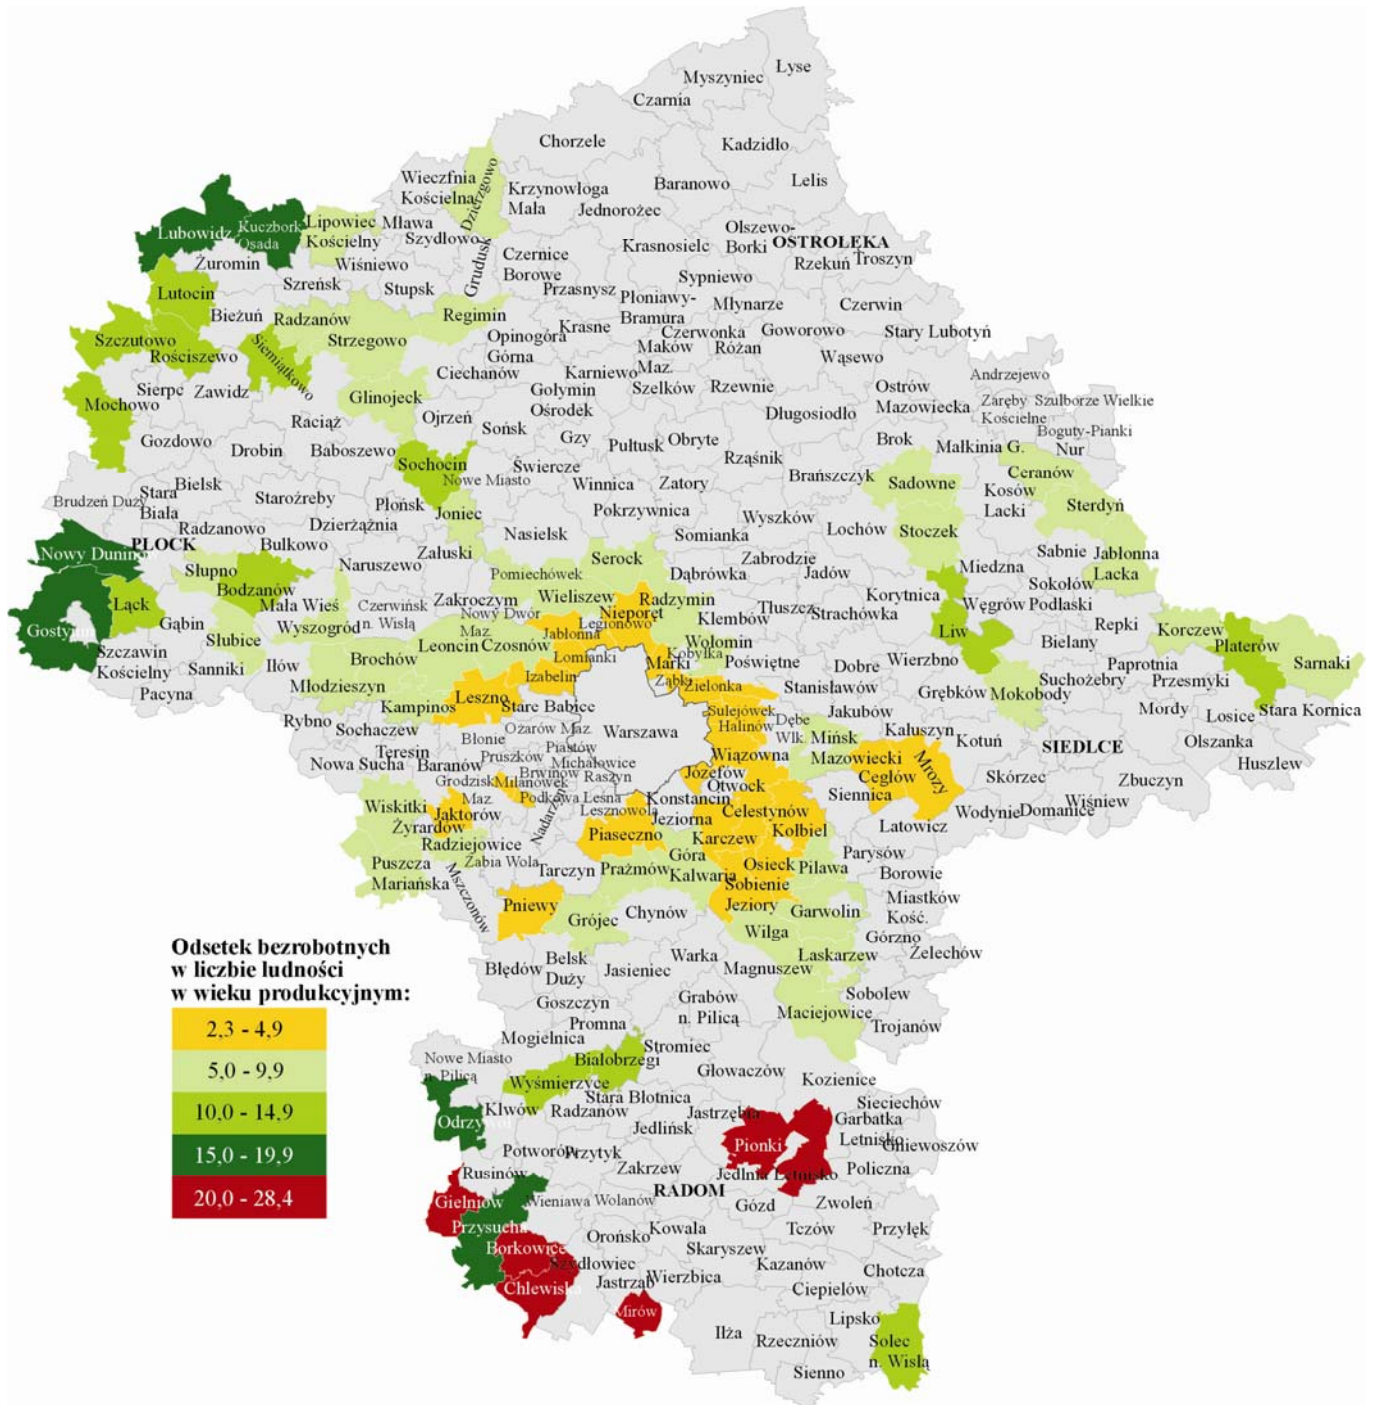 Lyse
Myszyniec
Czarnia
Chorzele
Kadzidło
Wieczfnia
Kościelna
Dzierzgowo
Krzynowłoga
Mała
Baranowo
Lelis
Jednorożec
Lubowidz
Kuczbork
Osada
Lipowiec
Kościelny
Mława
Szydłowo
Grudusk
Czernice
Borowe
Krasnosielc
Olszewo-
Borki
OSTROŁĘKA
Rzekuń
Troszyn
Żuromin
Wiśniewo
Szreńsk
Stupsk
Przasnysz
Sypniewo
Lutocin
Bieżuń
Radzanów
Strzegowo
Regimin
Opinogóra
Górna
Krasne
Płoniawy-
Bramura
Młynarze
Czerwin
Czerwonka
Goworowo
Stary Lubotyń
Szczutowo
Rościszewo
Siemiątkowo
Maków
Maz.
Różan
Wąsewo
Ciechanów
Karniewo
Andrzejewo
Mochowo
Sierpc
Zawidz
Glinojeck
Gołymin
Ośrodek
Szelków
Rzewnie
Ostrów
Mazowiecka
Zaręby
Kościelne
Szulborze Wielkie
Raciąż
Ojrzeń
Sońsk
Długosiodło
Boguty-Pianki
Gozdowo
Drobin
Baboszewo
Gzy
Pułtusk
Obryte
Brok
Małkinia G.
Nur
Sochocin
Nowe Miasto
Świercze
Rząśnik
Ceranów
Brudzeń Duży
Stara
Biała
Bielsk
Staroźreby
Winnica
Zatory
Brańszczyk
Sadowne
Kosów
Lacki
Sterdyń
Płońsk
Joniec
Pokrzywnica
Wyszków
Radzanowo
Dzierżążnia
Nasielsk
Somianka
Lochów
Stoczek
PŁOCK
Nowy Dunino
Bulkowo
Załuski
Serock
Zabrodzie
Sabnie
Jabłonna
Lacka
Słupno
Bodzanów
Naruszewo
Pomiechówek
Dąbrówka
Jadów
Miedzna
Sokołów
Podlaski
Łąck
Mała Wieś
Czerwińsk
n. Wisłą
Zakroczym
Wieliszew
Radzymin
Korytnica
Węgrów
Gostynin
Gąbin
Wyszogród
Nowy Dwór
Maz.
Nieporęt
Legionowo
Klembów
Tłuszcz
Strachówka
Repki
Korczew
Słubice
Leoncin
Czosnów
Jabłonna
Wołomin
Liw
Bielany
Platerów
Szczawin
Kościelny
Sanniki
Iłów
Brochów
Łomianki
Marki
Kobyłka
Poświętne
Dobre
Wierzbno
Paprotnia
Sarnaki
Pacyna
Młodzieszyn
Izabelin
Ząbki
Zielonka
Stanisławów
Grębków
Mokobody
Suchożebry
Przesmyki
Kampinos
Leszno
Stare Babice
Sulejówek
Halinów
Dębe
Wlk.
Jakubów
Mordy
Losice
Stara Kornica
Rybno
Sochaczew
Błonie
Ożarów Maz.
Warszawa
Mińsk
Mazowiecki
Kałuszyn
Kotuń
SIEDLCE
Olszanka
Nowa Sucha
Teresin
Baranów
Pruszków
Piastów
Michałowice
Raszyn
Wiązowna
Cegłów
Mrozy
Skórzec
Zbuczyn
Huszlew
Grodzisk
Maz.
Milanówek
Brwinów
Podkowa Leśna
Józefów
Otwock
Siennica
Wiskitki
Jaktorów
Nadarzyn
Lesznowola
Konstancin
Jeziorna
Celestynów
Latowicz
Wodynie
Domanice
Wiśniew
Żyrardów
Radziejowice
Piaseczno
Karczew
Kołbiel
Parysów
Puszcza
Mariańska
Mszczonów
Żabia Wola
Tarczyn
Prażmów
Góra
Kalwaria
Osieck
Pilawa
Borowie
Pniewy
Sobienie
Jeziory
Miastków
Kość.
Grójec
Chynów
Garwolin
Wilga
Górzno
Żelechów
Błędów
Belsk
Duży
Jasieniec
Warka
Magnuszew
Laskarzew
Goszczyn
Grabów
n. Pilicą
Sobolew
Promna
Maciejowice
Trojanów
Odsetek bezrobotnych
w liczbie ludności
w wieku produkcyjnym:
2,3 - 4,9
5,0 - 9,9
10,0 - 14,9
15,0 - 19,9
20,0 - 28,4
Mogielnica
Nowe Miasto
n. Pilicą
Białobrzegi
Stromiec
Wyśmierzyce
Głowaczów
Kozienice
Odrzywół
Klwów
Radzanów
Stara Błotnica
Jastrzębia
Sieciechów
Garbatka
Letnisko
Jedlińsk
Pionki
Gniewoszów
Potworów
Przytyk
Zakrzew
Jedlnia Letnisko
Policzna
Rusinów
RADOM
Gielniów
Wieniawa
Wolanów
Gózd
Zwoleń
Przysucha
Kowala
Tczów
Przyłęk
Borkowice
Orońsko
Skaryszew
Szydłowiec
Kazanów
Chotcza
Chlewiska
Jastrząb
Wierzbica
Ciepielów
Mirów
Iłża
Rzeczniów
Lipsko
Solec
n. Wisłą
Sienno